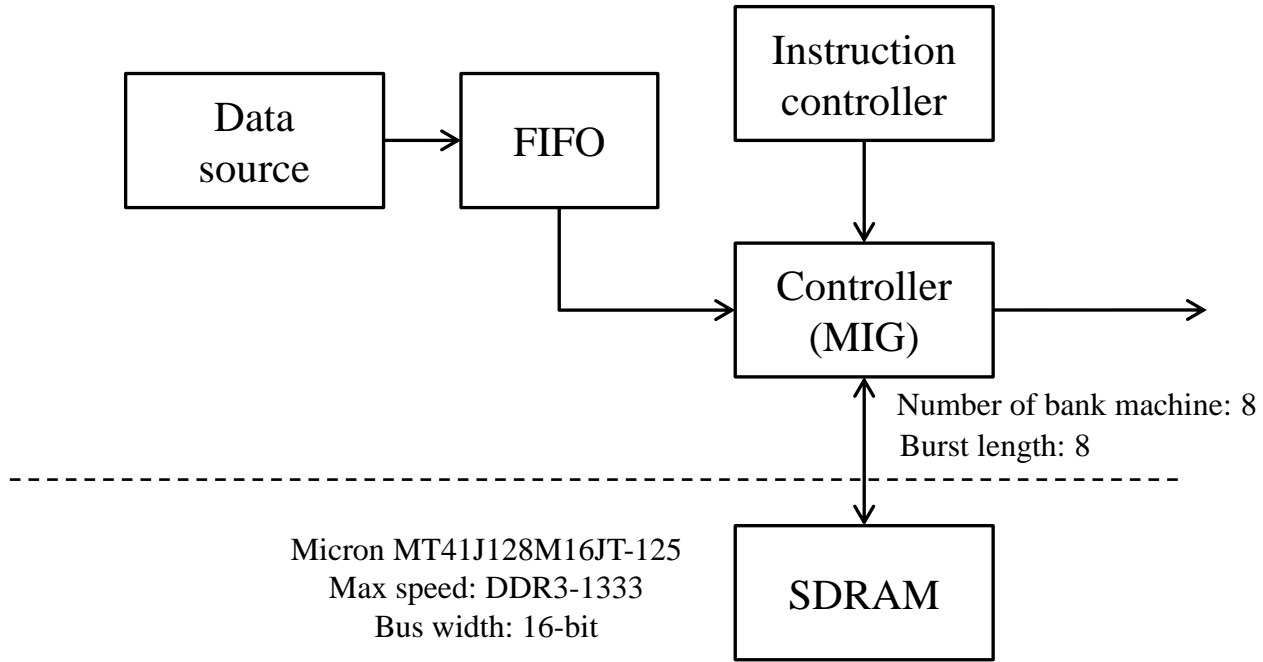 Instruction
controller
Data
source
FIFO
Controller
(MIG)
Number of bank machine: 8
Burst length: 8
Micron MT41J128M16JT-125
Max speed: DDR3-1333
Bus width: 16-bit
SDRAM